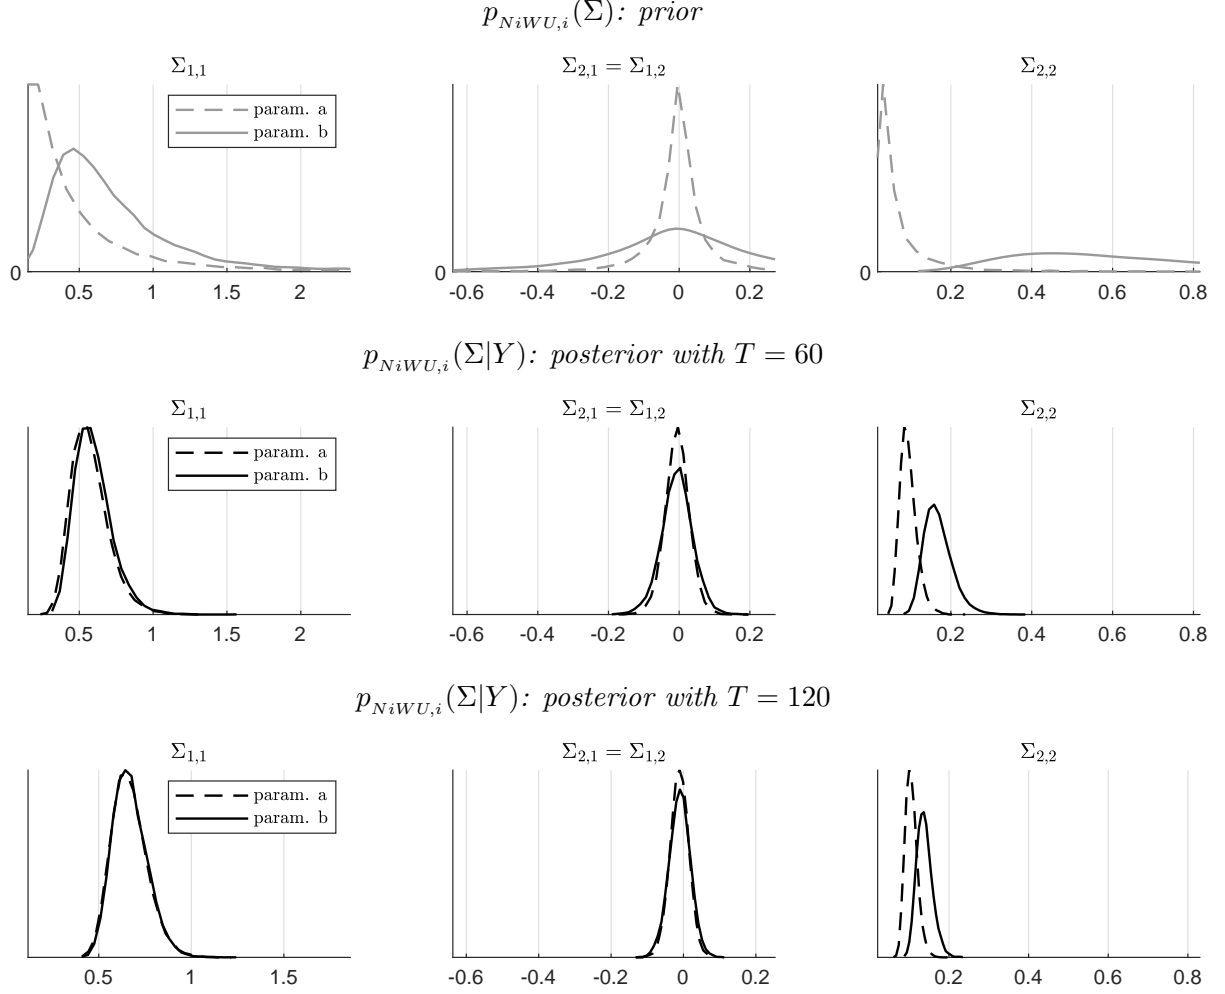 p_{NiWU,i}(Σ): prior
Σ_{1,1} Σ_{2,1} = Σ_{1,2} Σ_{2,2}
param. a
param. b
0 0 0
0.5 1 1.5 2 -0.6 -0.4 -0.2 0 0.2 0.2 0.4 0.6 0.8
p_{NiWU,i}(Σ|Y): posterior with T = 60
Σ_{1,1} Σ_{2,1} = Σ_{1,2} Σ_{2,2}
param. a
param. b
0.5 1 1.5 2 -0.6 -0.4 -0.2 0 0.2 0.2 0.4 0.6 0.8
p_{NiWU,i}(Σ|Y): posterior with T = 120
Σ_{1,1} Σ_{2,1} = Σ_{1,2} Σ_{2,2}
param. a
param. b
0.5 1 1.5 -0.6 -0.4 -0.2 0 0.2 0.2 0.4 0.6 0.8